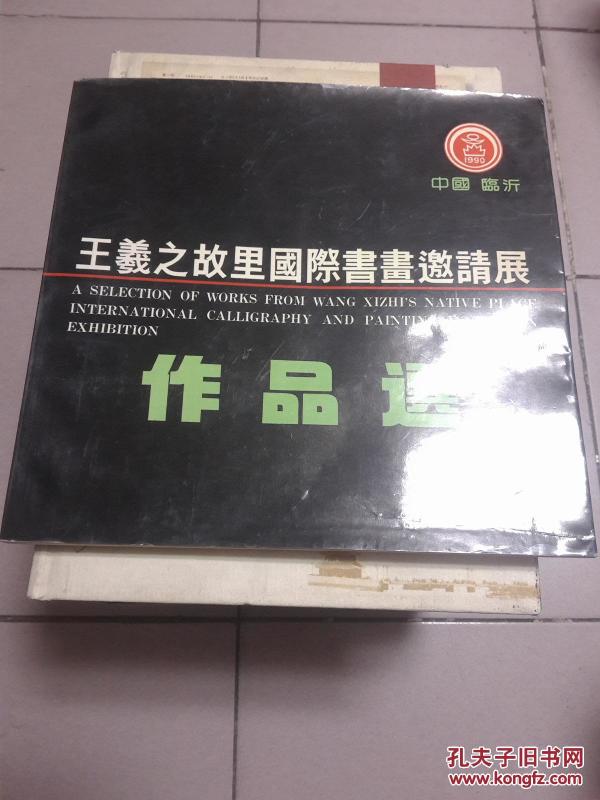 1990
中國 臨沂
王羲之故里國際書畫邀請展
A SELECTION OF WORKS FROM WANG XIZHI'S NATIVE PLACE
INTERNATIONAL CALLIGRAPHY AND PAINTING
EXHIBITION
作品選
孔夫子旧书网
www.kongfz.com